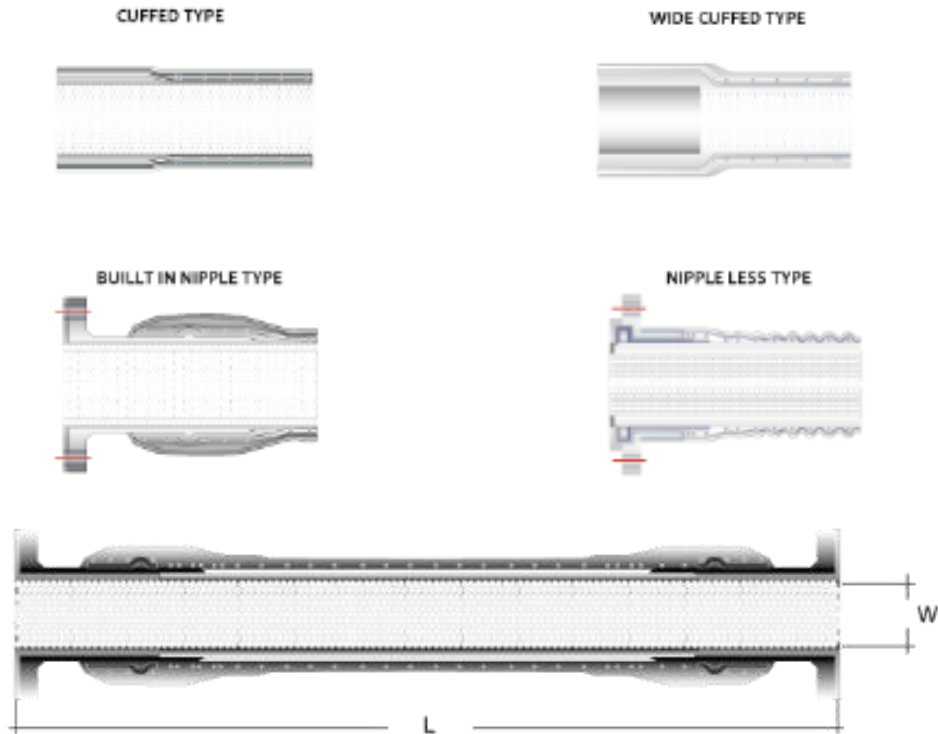 CUFFED TYPE
WIDE CUFFED TYPE
BUILLT IN NIPPLE TYPE
NIPPLE LESS TYPE
W
L